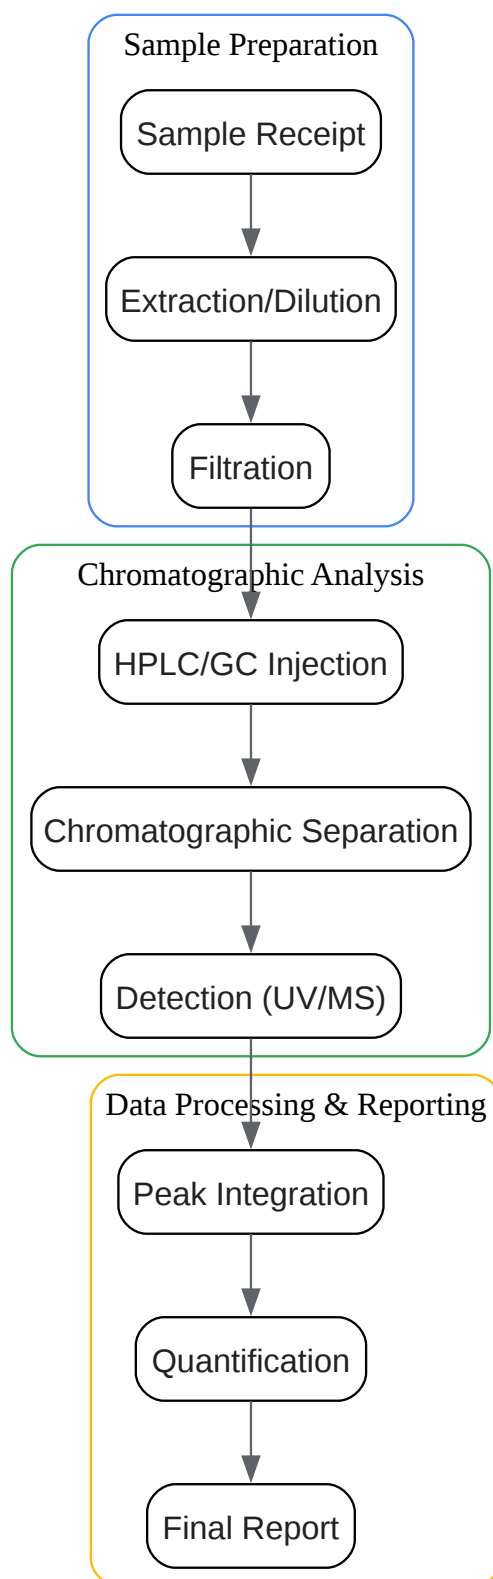 Sample Preparation
Sample Receipt
Extraction/Dilution
Filtration
Chromatographic Analysis
HPLC/GC Injection
Chromatographic Separation
Detection (UV/MS)
Data Processing & Reporting
Peak Integration
Quantification
Final Report